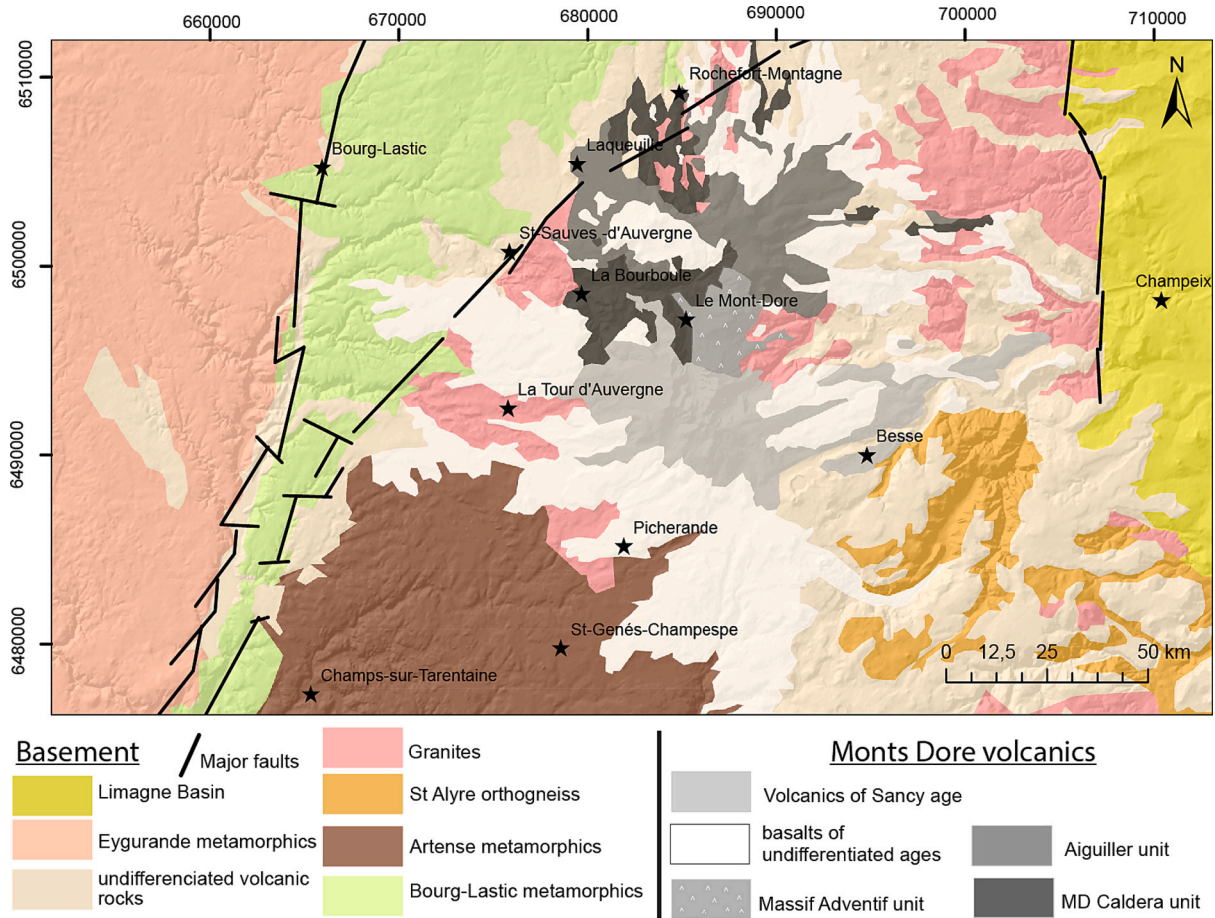 660000
670000
680000
690000
700000
710000
6510000
6500000
6490000
6480000
N
Rochefort-Montagne
Bourg-Lastic
Laqueuille
St-Sauves -d'Auvergne
La Bourboule
Le Mont-Dore
Champeix
La Tour d'Auvergne
Besse
Picherande
St-Genés-Champespe
Champs-sur-Tarentaine
0 12,5 25 50 km
Basement
Major faults
Limagne Basin
Eygurande metamorphics
undifferenciated volcanic
rocks
Granites
St Alyre orthogneiss
Artense metamorphics
Bourg-Lastic metamorphics
Monts Dore volcanics
Volcanics of Sancy age
basalts of
undifferentiated ages
Massif Adventif unit
Aiguiller unit
MD Caldera unit